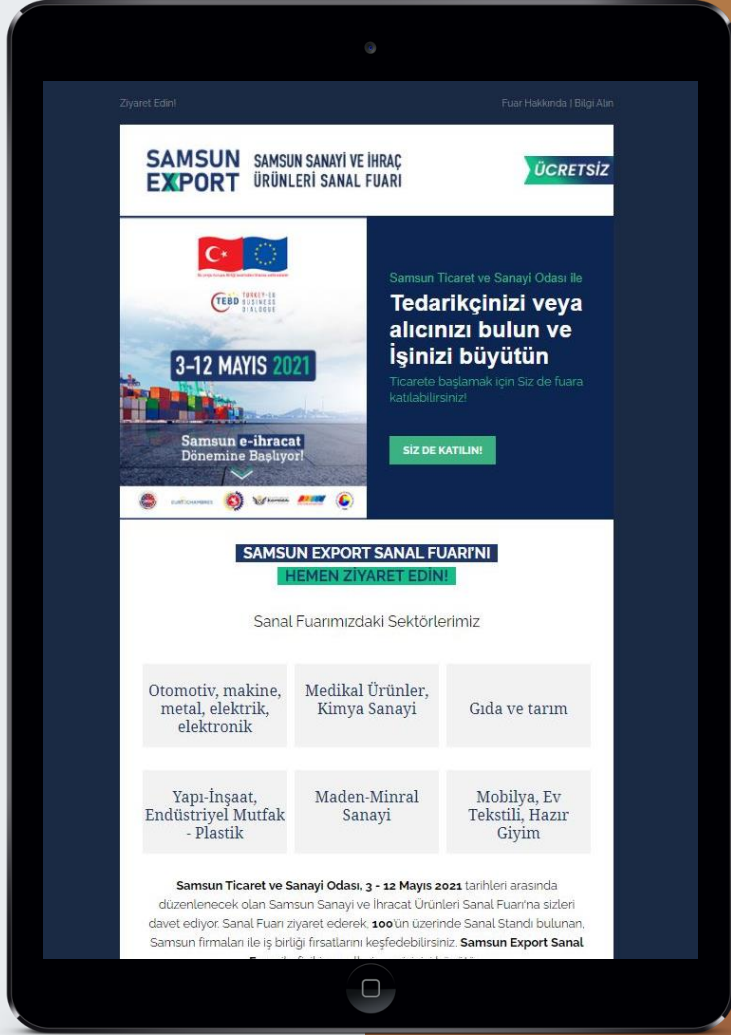 Ziyaret Edin!
Fuar Hakkında | Bilgi Alın
SAMSUN EXPORT
SAMSUN SANAYİ VE İHRAÇ
ÜRÜNLERİ SANAL FUARI
ÜCRETSİZ
TEBD TURKEY-EU
BUSINESS
DIALOGUE
3-12 MAYIS 2021
Samsun e-ihracat
Dönemine Başlıyor!
EUROCHAMBRES
Samsun Ticaret ve Sanayi Odası ile
Tedarikçinizi veya
alıcınızı bulun ve
İşinizi büyütün
Ticarete başlamak için Siz de fuara
katılabilirsiniz!
SİZ DE KATILIN!
SAMSUN EXPORT SANAL FUARI'NI
HEMEN ZİYARET EDİN!
Sanal Fuarımızdaki Sektörlerimiz
Otomotiv, makine,
metal, elektrik,
elektronik
Medikal Ürünler,
Kimya Sanayi
Gıda ve tarım
Yapı-İnşaat,
Endüstriyel Mutfak
- Plastik
Maden-Minral
Sanayi
Mobilya, Ev
Tekstili, Hazır
Giyim
Samsun Ticaret ve Sanayi Odası, 3 - 12 Mayıs 2021 tarihleri arasında
düzenlenecek olan Samsun Sanayi ve İhracat Ürünleri Sanal Fuarı'na sizleri
davet ediyor. Sanal Fuarı ziyaret ederek, 100'ün üzerinde Sanal Standı bulunan,
Samsun firmaları ile iş birliği fırsatlarını keşfedebilirsiniz. Samsun Export Sanal